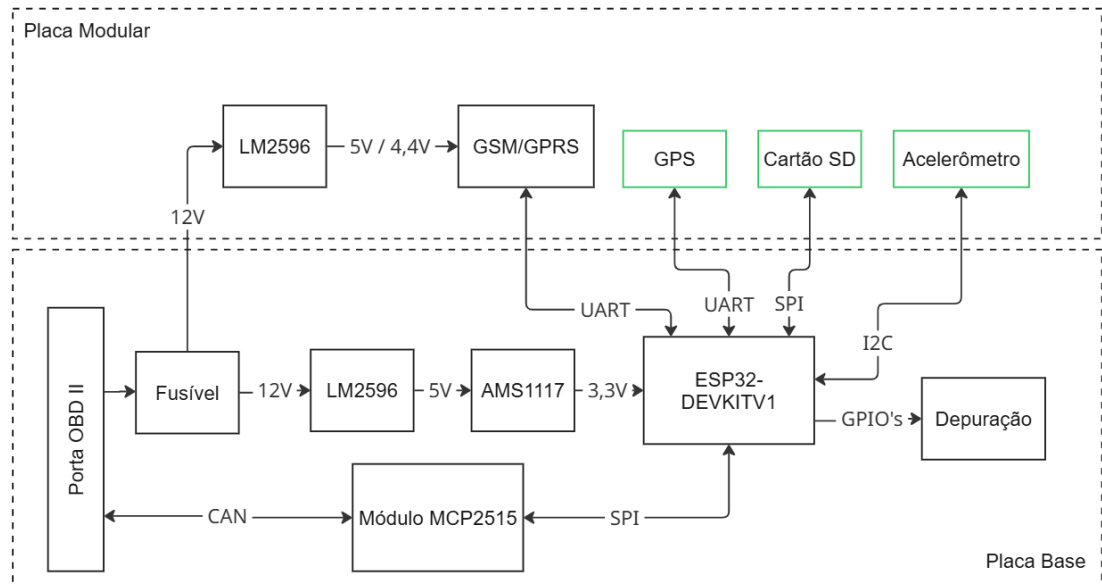 Placa Modular
LM2596
5V / 4,4V
GSM/GPRS
GPS
Cartão SD
Acelerômetro
12V
UART
UART
SPI
I2C
Porta OBD II
Fusível
12V
LM2596
5V
AMS1117
3,3V
ESP32-
DEVKITV1
GPIO's
Depuração
CAN
Módulo MCP2515
SPI
Placa Base